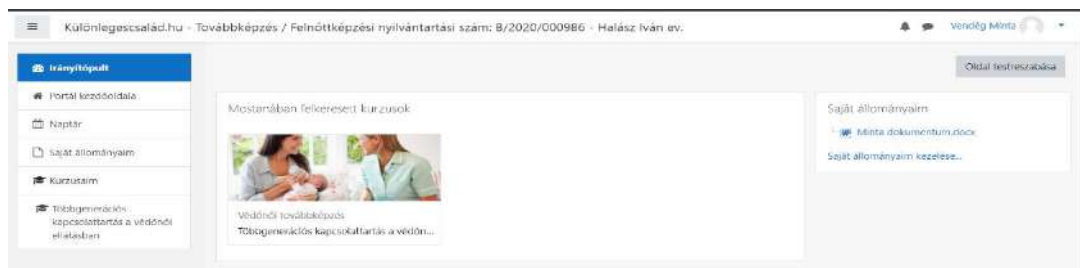 Különlegescsalád.hu - Továbbképzés / Felnőttképzési nyilvántartási szám: B/2020/000986 - Halász Iván ev.
Vendég Minta
Irányítópult
Oldal testreszabása
Portál kezdőoldala
Naptár
Saját állományaim
Kurzusaim
Többgenerációs
kapcsolattartás a védőnői
ellátásban
Mostanában felkeresett kurzusok
Védőnői továbbképzés
Többgenerációs kapcsolattartás a védőn...
Saját állományaim
Minta dokumentum.docx
Saját állományaim kezelése...